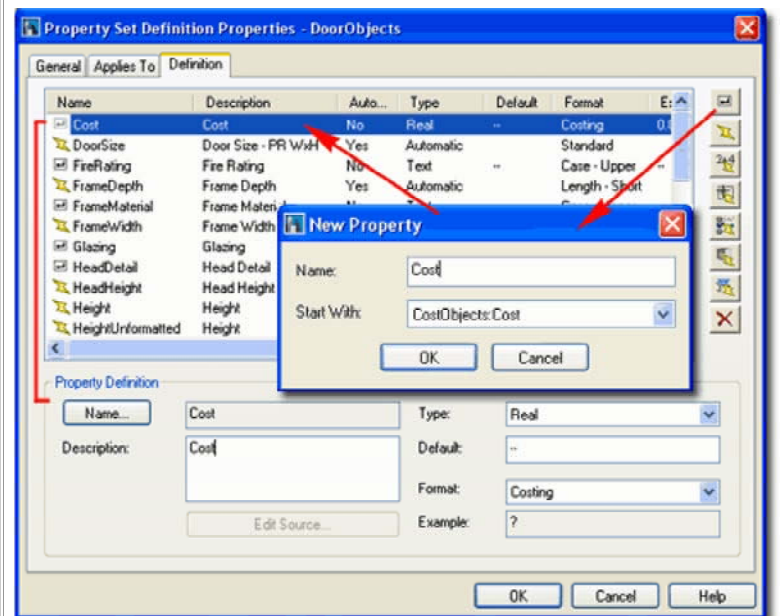 Property Set Definition Properties - DoorObjects
General Applies To Definition
Name Description Auto... Type Default Format E:
Cost Cost No Real -- Costing 0.0
DoorSize Door Size - PR WxH Yes Automatic Standard
FireRating Fire Rating No Text -- Case - Upper
FrameDepth Frame Depth Yes Automatic Length - Short
FrameMaterial Frame Material
FrameWidth Frame Width
Glazing Glazing
HeadDetail Head Detail
HeadHeight Head Height
Height Height
HeightUnformatted Height
New Property
Name: Cost
Start With: CostObjects:Cost
OK Cancel
Property Definition
Name... Cost Type: Real
Description: Cost Default: --
Format: Costing
Edit Source... Example: ?
OK Cancel Help